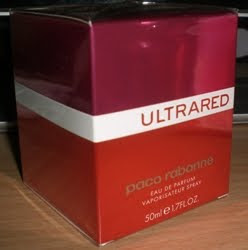 ULTRARED
paco rabanne
EAU DE PARFUM
VAPORISATEUR SPRAY
50ml e 1.7FL.OZ